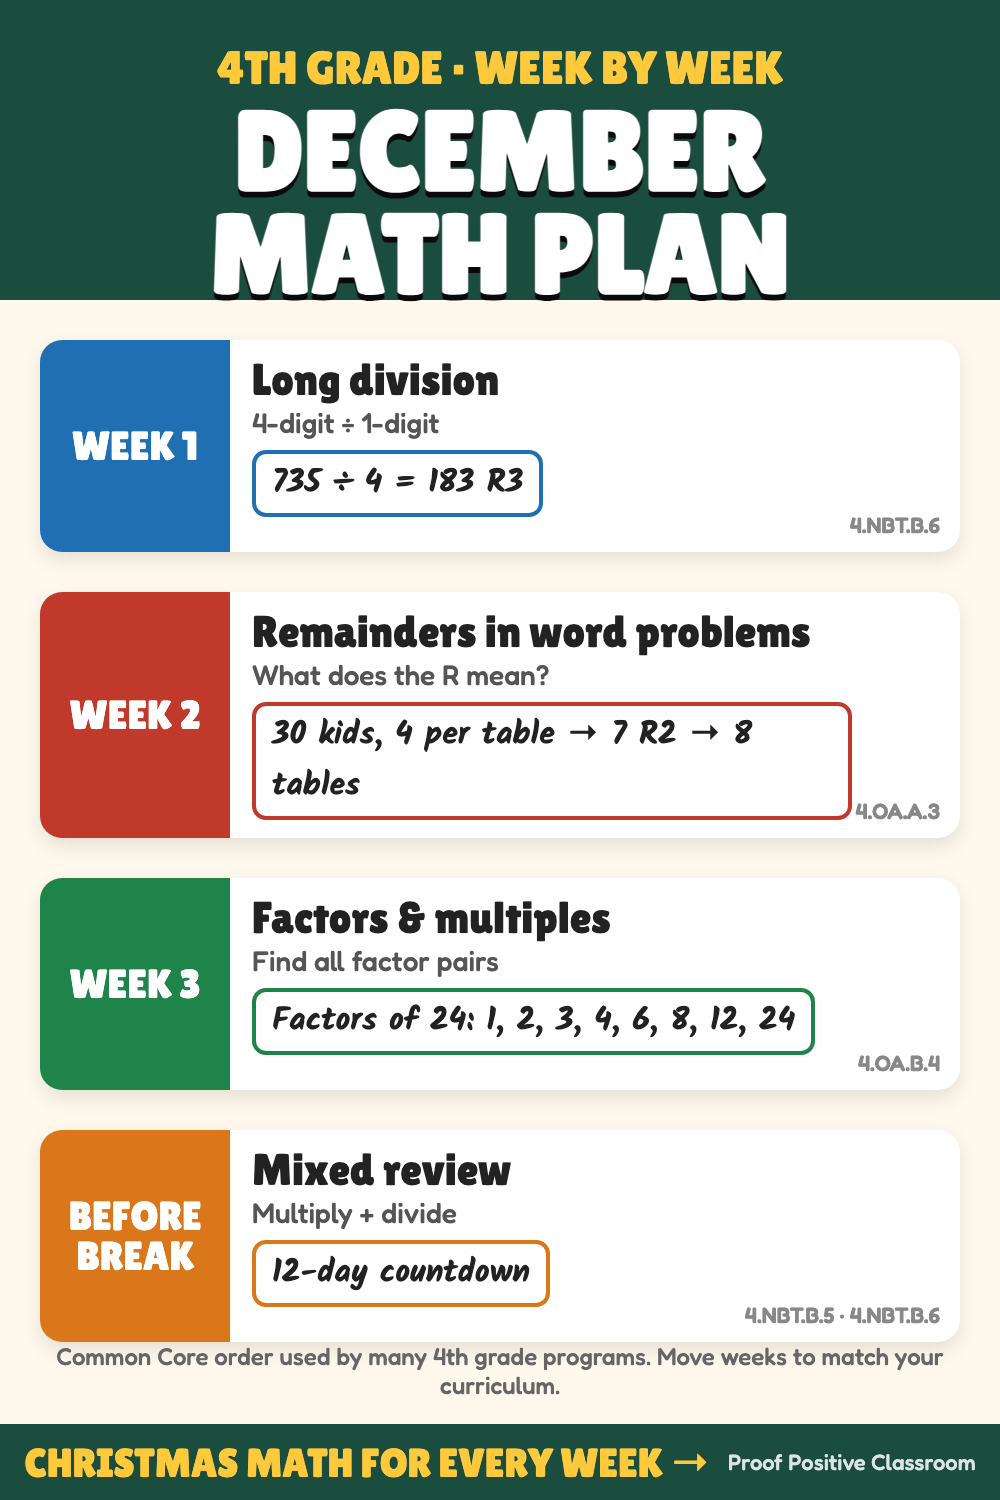 4TH GRADE · WEEK BY WEEK
DECEMBER
MATH PLAN
WEEK 1
Long division
4-digit ÷ 1-digit
735 ÷ 4 = 183 R3
4.NBT.B.6
WEEK 2
Remainders in word problems
What does the R mean?
30 kids, 4 per table → 7 R2 → 8
tables
4.OA.A.3
WEEK 3
Factors & multiples
Find all factor pairs
Factors of 24: 1, 2, 3, 4, 6, 8, 12, 24
4.OA.B.4
BEFORE
BREAK
Mixed review
Multiply + divide
12-day countdown
4.NBT.B.5 · 4.NBT.B.6
Common Core order used by many 4th grade programs. Move weeks to match your
curriculum.
CHRISTMAS MATH FOR EVERY WEEK → Proof Positive Classroom